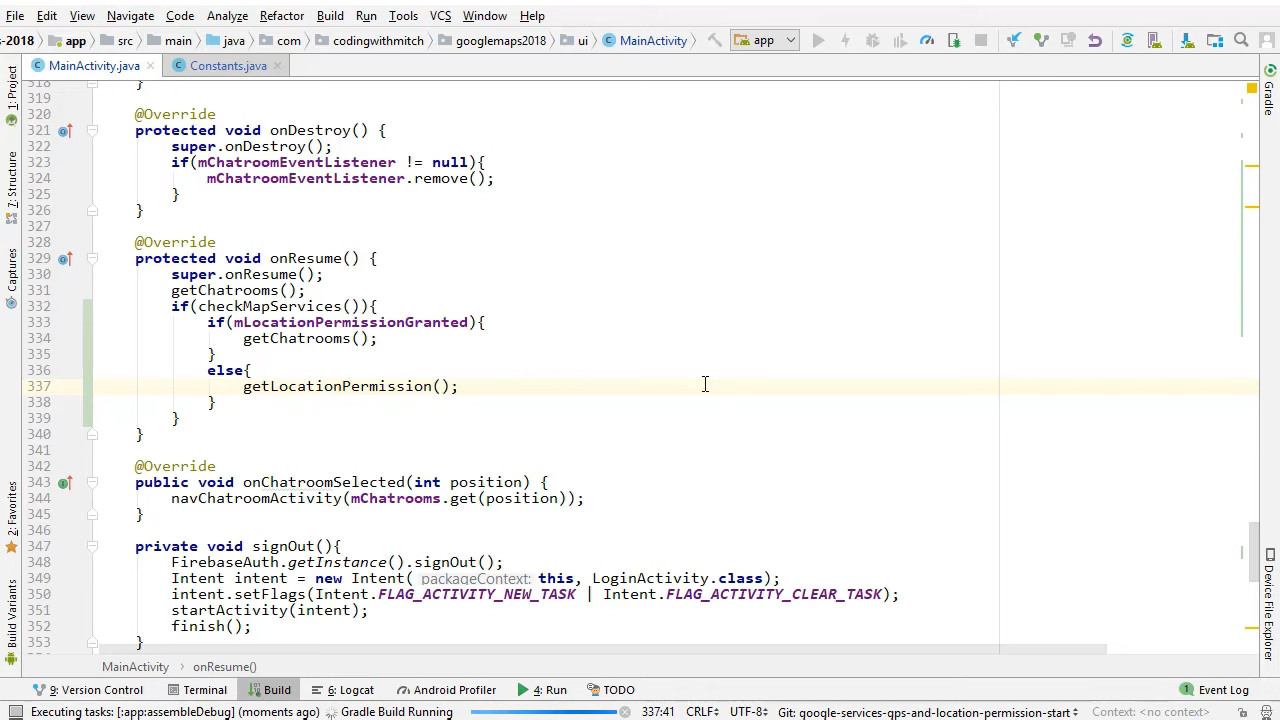 File Edit View Navigate Code Analyze Refactor Build Run Tools VCS Window Help
s-2018 app src main java com codingwithmitch googlemaps2018 ui MainActivity app
MainActivity.java Constants.java
318 }
319
320 @Override
321 protected void onDestroy() {
322 super.onDestroy();
323 if(mChatroomEventListener != null){
324 mChatroomEventListener.remove();
325 }
326 }
327
328 @Override
329 protected void onResume() {
330 super.onResume();
331 getChatrooms();
332 if(checkMapServices()){
333 if(mLocationPermissionGranted){
334 getChatrooms();
335 }
336 else{
337 getLocationPermission();
338 }
339 }
340 }
341
342 @Override
343 public void onChatroomSelected(int position) {
344 navChatroomActivity(mChatrooms.get(position));
345 }
346
347 private void signOut(){
348 FirebaseAuth.getInstance().signOut();
349 Intent intent = new Intent( packageContext: this, LoginActivity.class);
350 intent.setFlags(Intent.FLAG_ACTIVITY_NEW_TASK | Intent.FLAG_ACTIVITY_CLEAR_TASK);
351 startActivity(intent);
352 finish();
353 }
1: Project
7: Structure
Captures
2: Favorites
Build Variants
Gradle
Device File Explorer
MainActivity › onResume()
9: Version Control Terminal Build 6: Logcat Android Profiler 4: Run TODO 1 Event Log
Executing tasks: [:app:assembleDebug] (moments ago) Gradle Build Running 337:41 CRLF UTF-8 Git: google-services-gps-and-location-permission-start Context: <no context>